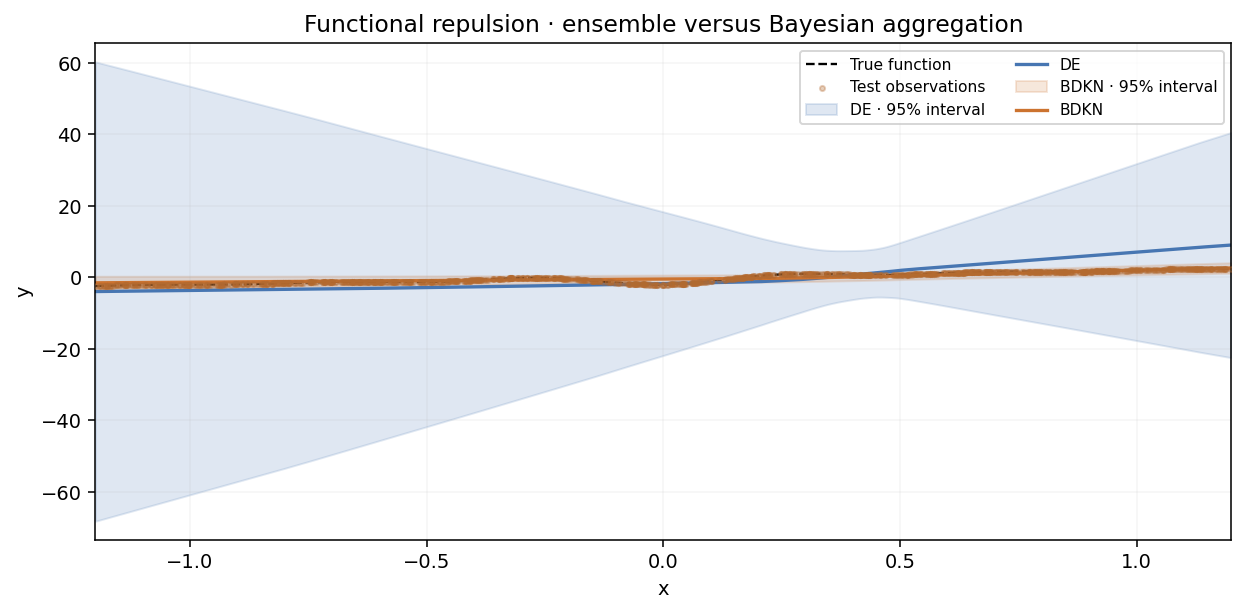 Functional repulsion · ensemble versus Bayesian aggregation
True function
Test observations
DE · 95% interval
DE
BDKN · 95% interval
BDKN
60
40
20
0
−20
−40
−60
y
−1.0
−0.5
0.0
0.5
1.0
x